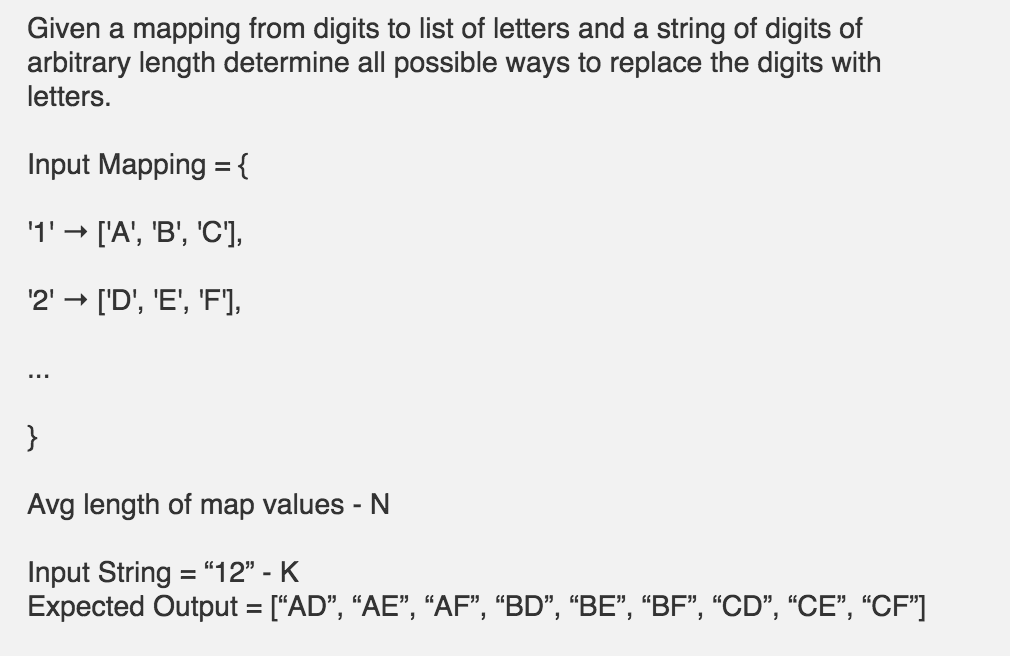 Given a mapping from digits to list of letters and a string of digits of
arbitrary length determine all possible ways to replace the digits with
letters.
Input Mapping = {
'1' → ['A', 'B', 'C'],
'2' → ['D', 'E', 'F'],
...
}
Avg length of map values - N
Input String = “12” - K
Expected Output = [“AD”, “AE”, “AF”, “BD”, “BE”, “BF”, “CD”, “CE”, “CF”]